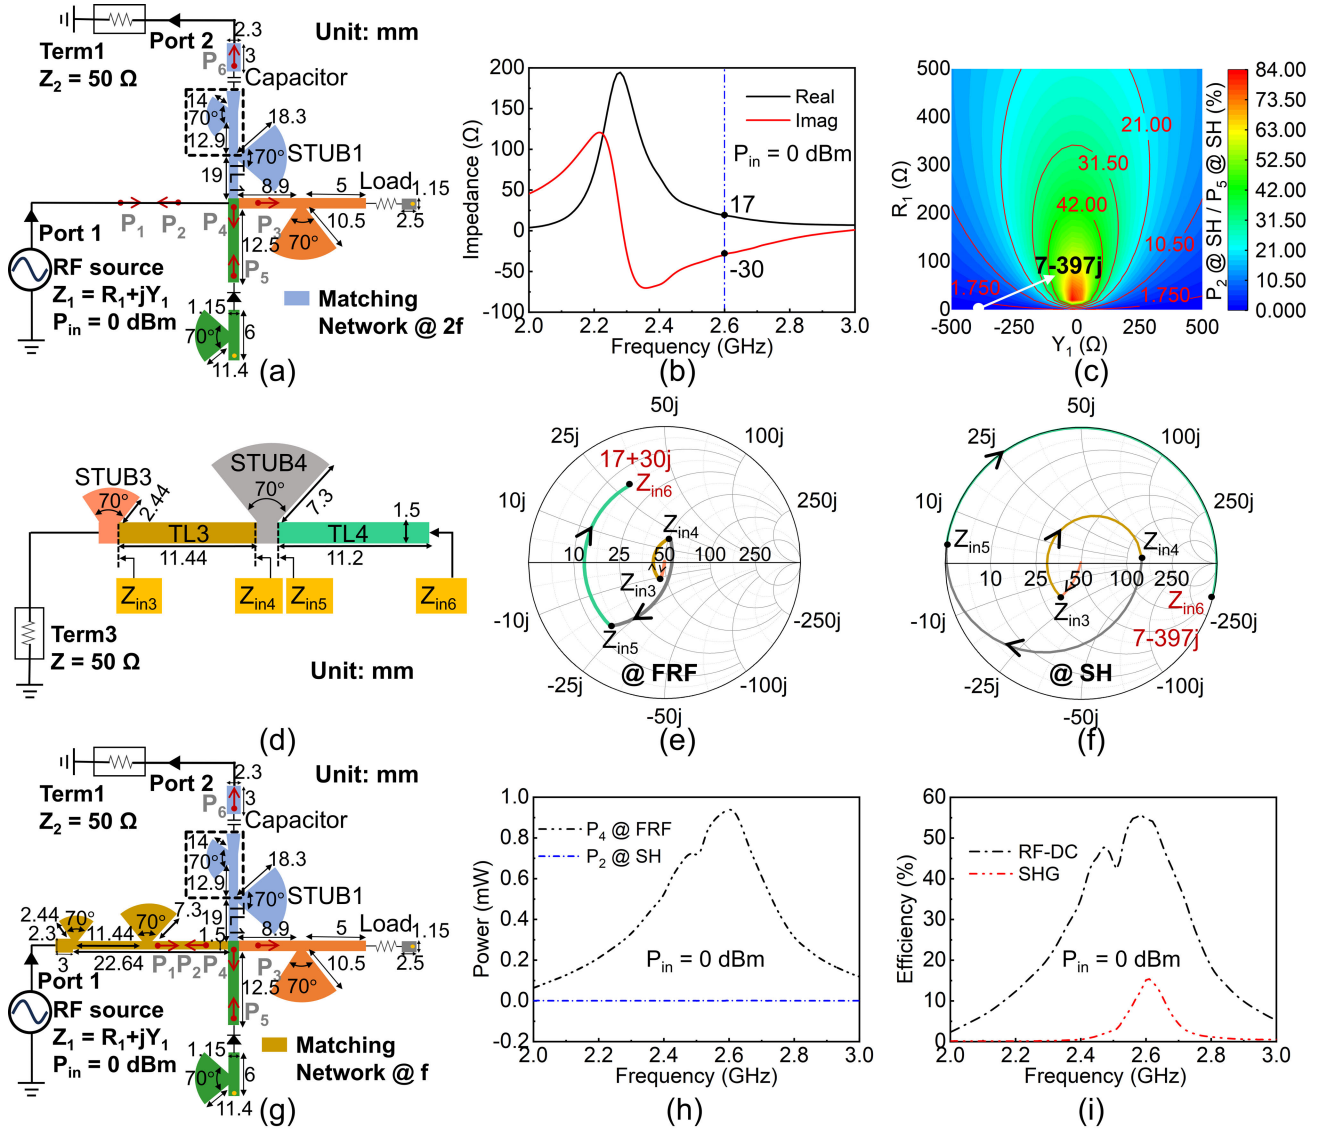 Term1
Z2 = 50 Ω
Port 2
2.3
Unit: mm
P6
3
Capacitor
14
70°
12.9
18.3
70°
STUB1
19
8.9
5
Load
1.15
2.5
P1
P2
P4
P3
10.5
70°
12.5
P5
Port 1
RF source
Z1 = R1+jY1
Pin = 0 dBm
1.15
70°
6
11.4
Matching
Network @ 2f
(a)
Impedance (Ω)
200
150
100
50
0
-50
-100
Real
Imag
Pin = 0 dBm
17
-30
2.0
2.2
2.4
2.6
2.8
3.0
Frequency (GHz)
(b)
R1 (Ω)
500
400
300
200
100
0
21.00
31.50
42.00
10.50
7-397j
1.750
1.750
-500
-250
0
250
500
Y1 (Ω)
P2 @ SH / P5 @ SH (%)
84.00
73.50
63.00
52.50
42.00
31.50
21.00
10.50
0.000
(c)
STUB3
70°
2.44
STUB4
70°
7.3
TL3
TL4
1.5
11.44
11.2
Zin3
Zin4
Zin5
Zin6
Term3
Z = 50 Ω
Unit: mm
(d)
50j
25j
100j
10j
250j
17+30j
Zin6
Zin4
10
25
50
100
250
Zin3
Zin5
-10j
-250j
@ FRF
-25j
-100j
-50j
(e)
50j
25j
100j
10j
250j
Zin5
Zin4
10
25
50
100
250
Zin3
Zin6
7-397j
-10j
-250j
@ SH
-25j
-100j
-50j
(f)
Term1
Z2 = 50 Ω
Port 2
2.3
Unit: mm
P6
3
Capacitor
14
70°
12.9
18.3
70°
STUB1
19
2.44
70°
2.3
11.44
70°
7.3
1.5
8.9
5
Load
1.15
2.5
3
22.64
P1
P2
P4
P3
10.5
70°
12.5
P5
Port 1
RF source
Z1 = R1+jY1
Pin = 0 dBm
1.15
70°
6
11.4
Matching
Network @ f
(g)
Power (mW)
1.0
0.8
0.6
0.4
0.2
0.0
-0.2
P4 @ FRF
P2 @ SH
Pin = 0 dBm
2.0
2.2
2.4
2.6
2.8
3.0
Frequency (GHz)
(h)
Efficiency (%)
60
50
40
30
20
10
0
RF-DC
SHG
Pin = 0 dBm
2.0
2.2
2.4
2.6
2.8
3.0
Frequency (GHz)
(i)